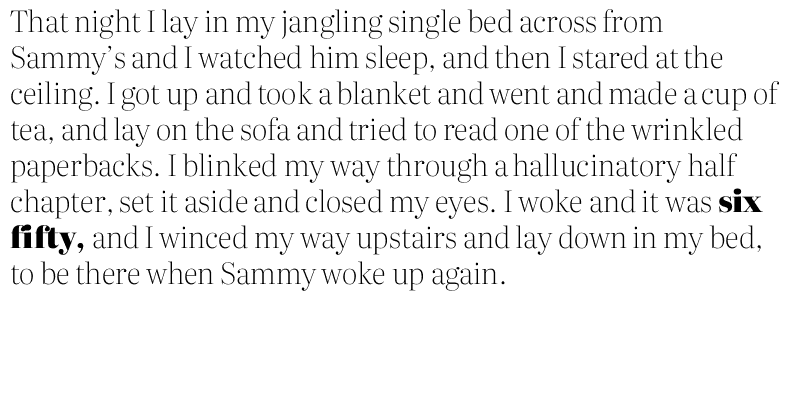 That night I lay in my jangling single bed across from
Sammy’s and I watched him sleep, and then I stared at the
ceiling. I got up and took a blanket and went and made a cup of
tea, and lay on the sofa and tried to read one of the wrinkled
paperbacks. I blinked my way through a hallucinatory half
chapter, set it aside and closed my eyes. I woke and it was six
fifty, and I winced my way upstairs and lay down in my bed,
to be there when Sammy woke up again.